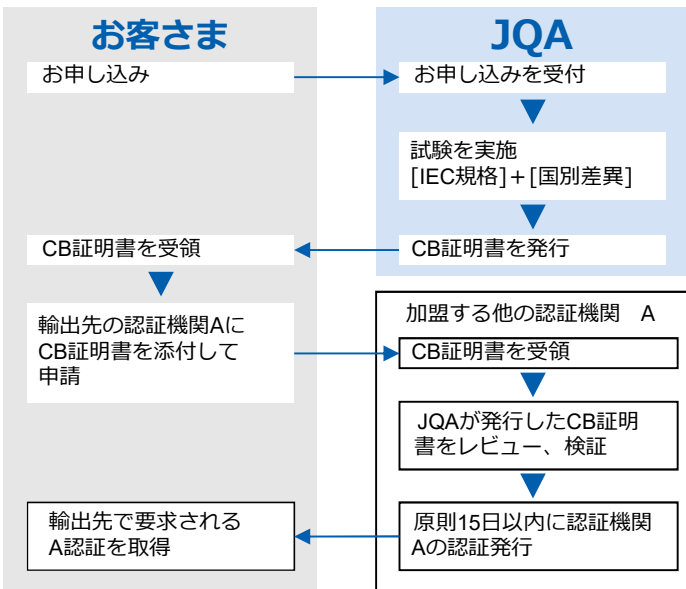 お客さま
JQA
お申し込み
お申し込みを受付
試験を実施
[IEC規格]+[国別差異]
CB証明書を受領
CB証明書を発行
輸出先の認証機関Aに
CB証明書を添付して
申請
加盟する他の認証機関　A
CB証明書を受領
JQAが発行したCB証明
書をレビュー、検証
輸出先で要求される
A認証を取得
原則15日以内に認証機関
Aの認証発行